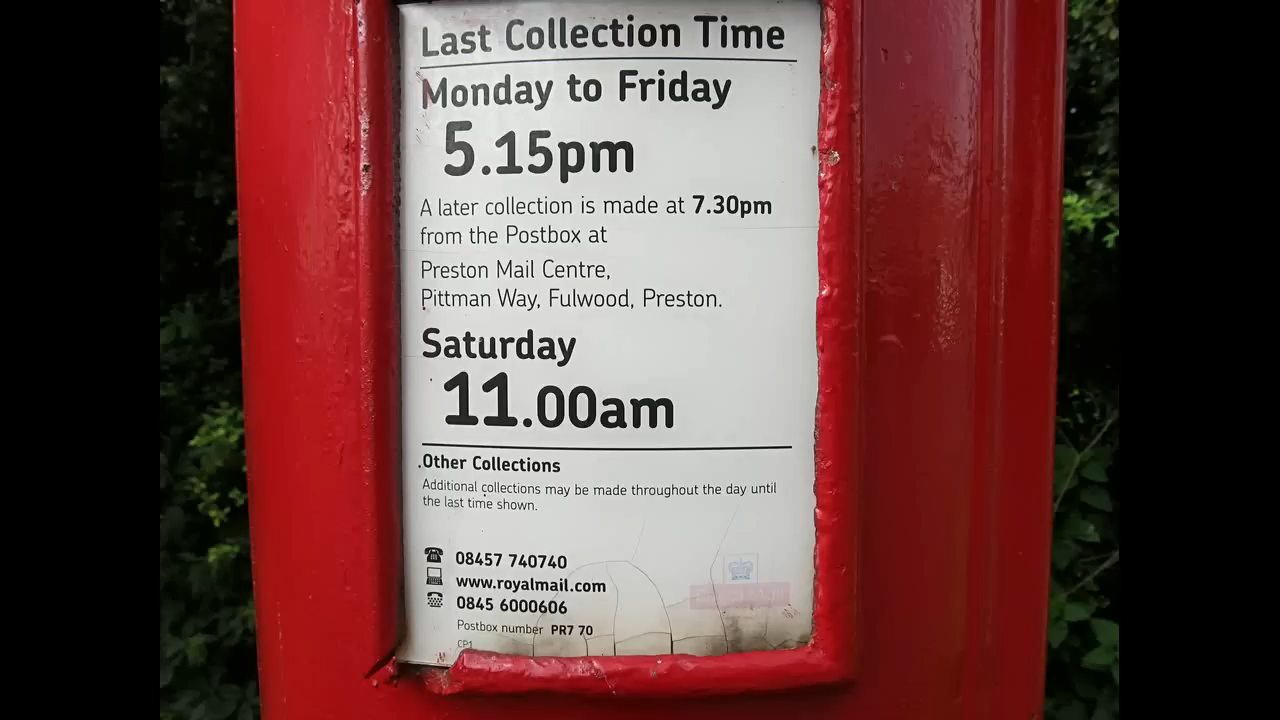 Last Collection Time
Monday to Friday
5.15pm
A later collection is made at 7.30pm
from the Postbox at
Preston Mail Centre,
Pittman Way, Fulwood, Preston.
Saturday
11.00am
Other Collections
Additional collections may be made throughout the day until
the last time shown.
08457 740740
www.royalmail.com
0845 6000606
Postbox number PR7 70
CP1